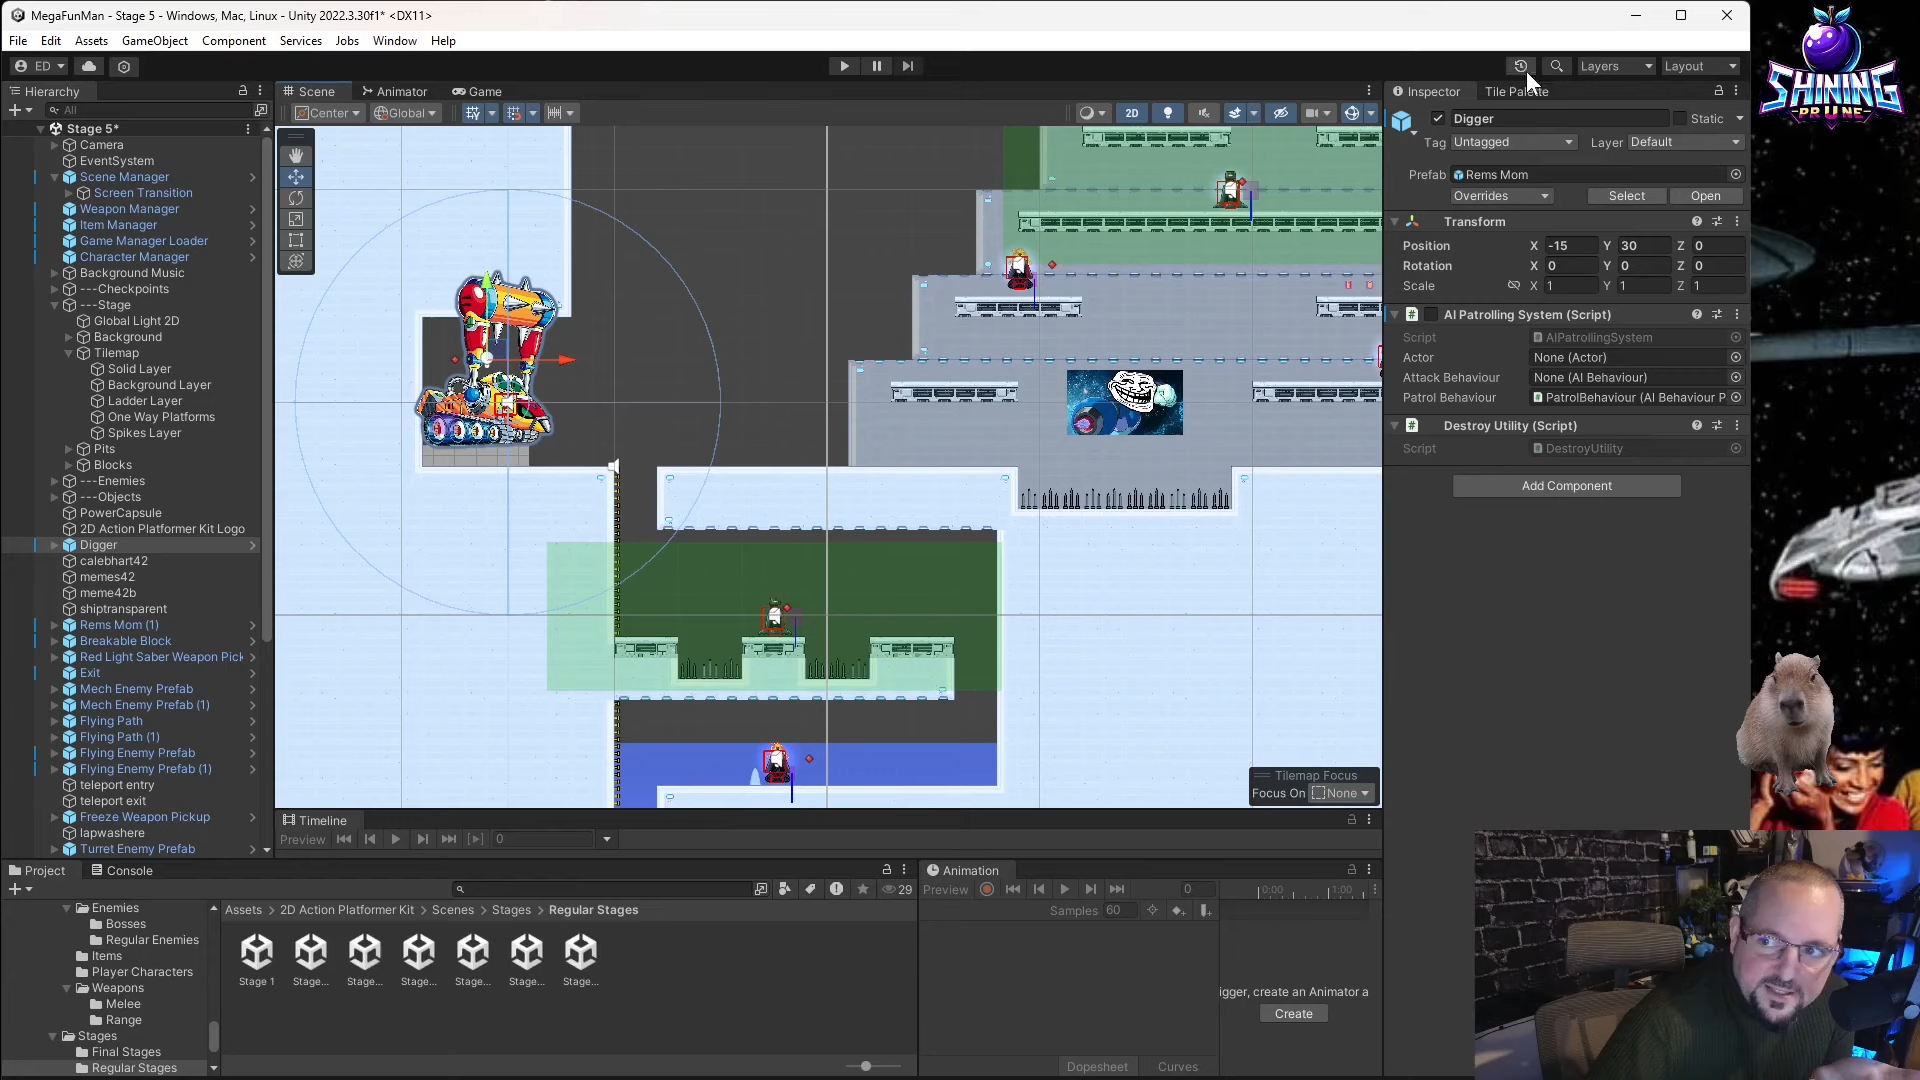 MegaFunMan - Stage 5 - Windows, Mac, Linux - Unity 2022.3.30f1* <DX11>
File Edit Assets GameObject Component Services Jobs Window Help
ED
Layers
Layout
Hierarchy
All
Stage 5*
Camera
EventSystem
Scene Manager
Screen Transition
Weapon Manager
Item Manager
Game Manager Loader
Character Manager
Background Music
---Checkpoints
---Stage
Global Light 2D
Background
Tilemap
Solid Layer
Background Layer
Ladder Layer
One Way Platforms
Spikes Layer
Pits
Blocks
---Enemies
---Objects
PowerCapsule
2D Action Platformer Kit Logo
Digger
calebhart42
memes42
meme42b
shiptransparent
Rems Mom (1)
Breakable Block
Red Light Saber Weapon Pick
Exit
Mech Enemy Prefab
Mech Enemy Prefab (1)
Flying Path
Flying Path (1)
Flying Enemy Prefab
Flying Enemy Prefab (1)
teleport entry
teleport exit
Freeze Weapon Pickup
lapwashere
Turret Enemy Prefab
Scene
Animator
Game
Center
Global
2D
Tilemap Focus
Focus On None
Timeline
Preview
0
Inspector
Tile Palette
Digger
Static
Tag Untagged Layer Default
Prefab Rems Mom
Overrides Select Open
Transform
Position X -15 Y 30 Z 0
Rotation X 0 Y 0 Z 0
Scale X 1 Y 1 Z 1
AI Patrolling System (Script)
Script AIPatrollingSystem
Actor None (Actor)
Attack Behaviour None (AI Behaviour)
Patrol Behaviour PatrolBehaviour (AI Behaviour P
Destroy Utility (Script)
Script DestroyUtility
Add Component
Project
Console
29
Enemies
Bosses
Regular Enemies
Items
Player Characters
Weapons
Melee
Range
Stages
Final Stages
Regular Stages
Assets > 2D Action Platformer Kit > Scenes > Stages > Regular Stages
Stage 1 Stage... Stage... Stage... Stage... Stage... Stage...
Animation
Preview
0
0:00
1:00
Samples 60
igger, create an Animator a
Create
Dopesheet Curves
SHINING
PRUNE